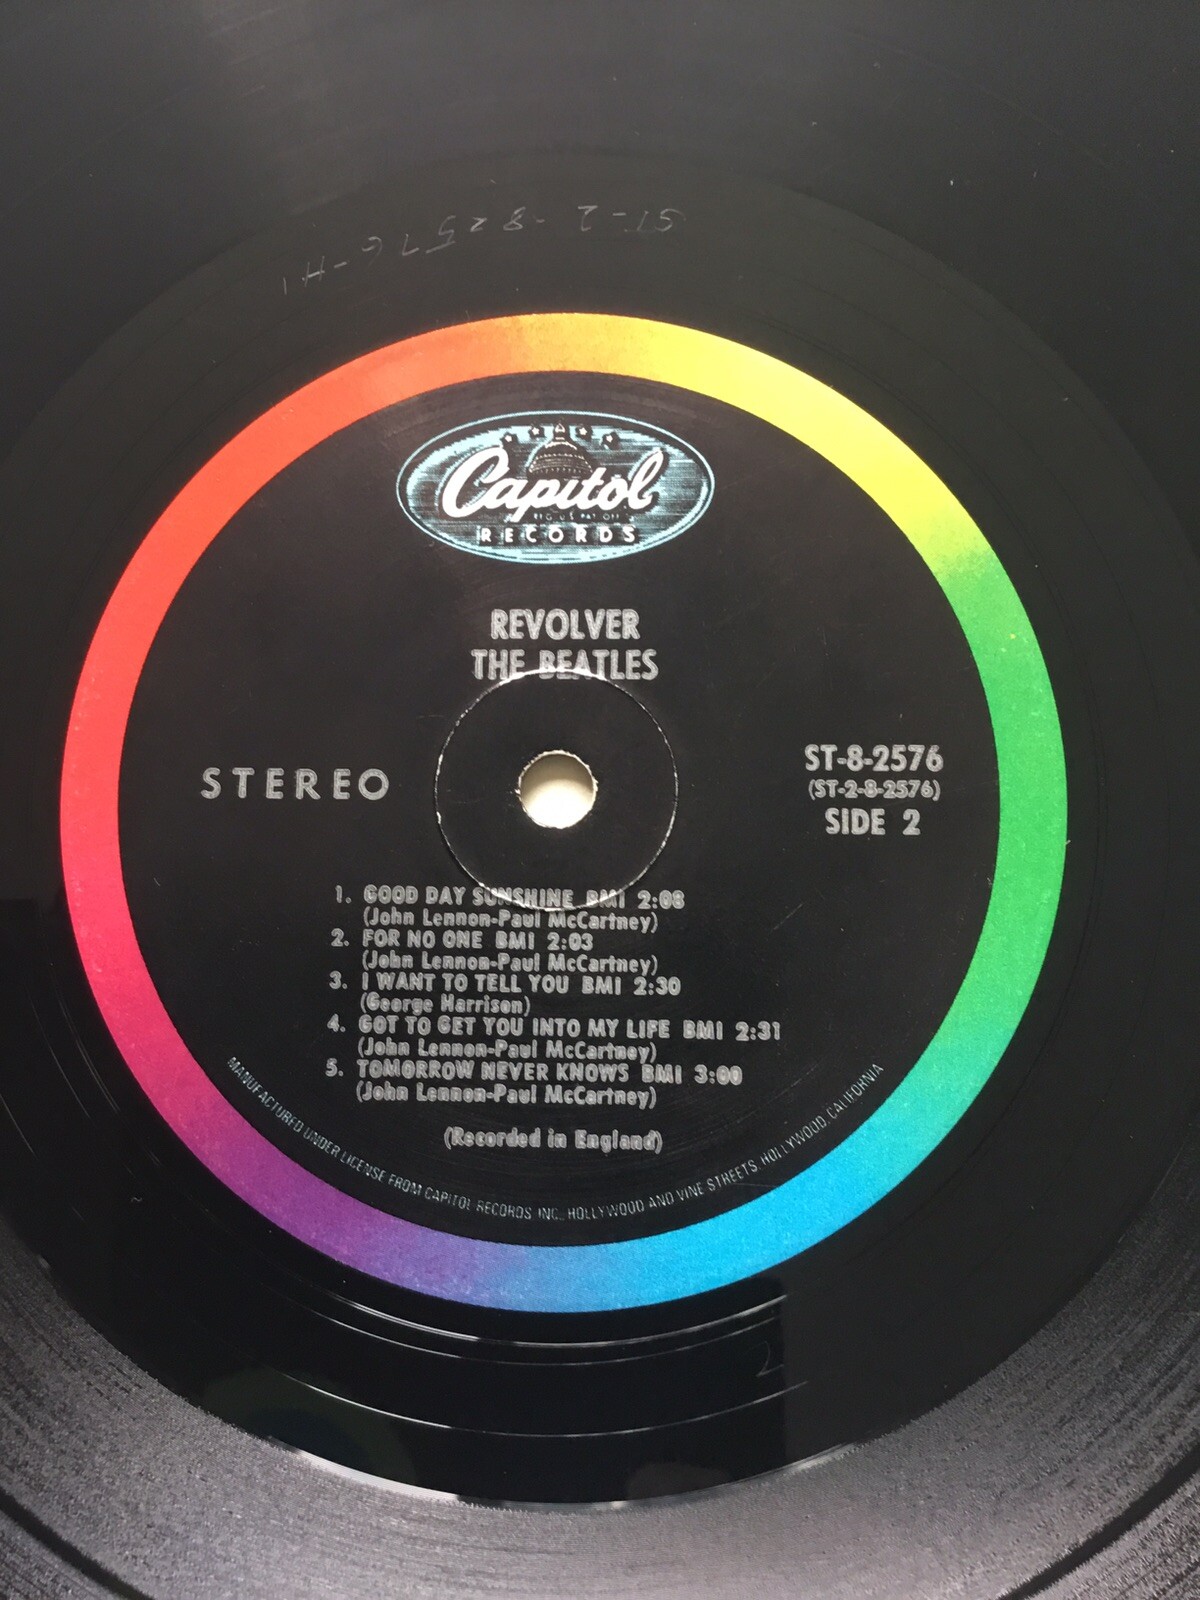 ST-2-8-2576-H1
Capitol
RECORDS
REVOLVER
THE BEATLES
STEREO
ST-8-2576
(ST-2-8-2576)
SIDE 2
1. GOOD DAY SUNSHINE BMI 2:08
(John Lennon-Paul McCartney)
2. FOR NO ONE BMI 2:03
(John Lennon-Paul McCartney)
3. I WANT TO TELL YOU BMI 2:30
(George Harrison)
4. GOT TO GET YOU INTO MY LIFE BMI 2:31
(John Lennon-Paul McCartney)
5. TOMORROW NEVER KNOWS BMI 3:00
(John Lennon-Paul McCartney)
(Recorded in England)
MANUFACTURED UNDER LICENSE FROM CAPITOL RECORDS INC., HOLLYWOOD AND VINE STREETS, HOLLYWOOD, CALIFORNIA
2